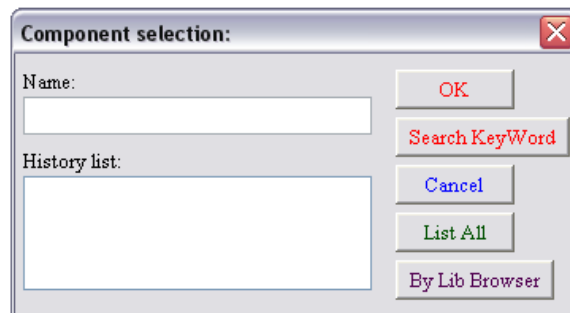 Component selection:
Name:
OK
Search KeyWord
History list:
Cancel
List All
By Lib Browser